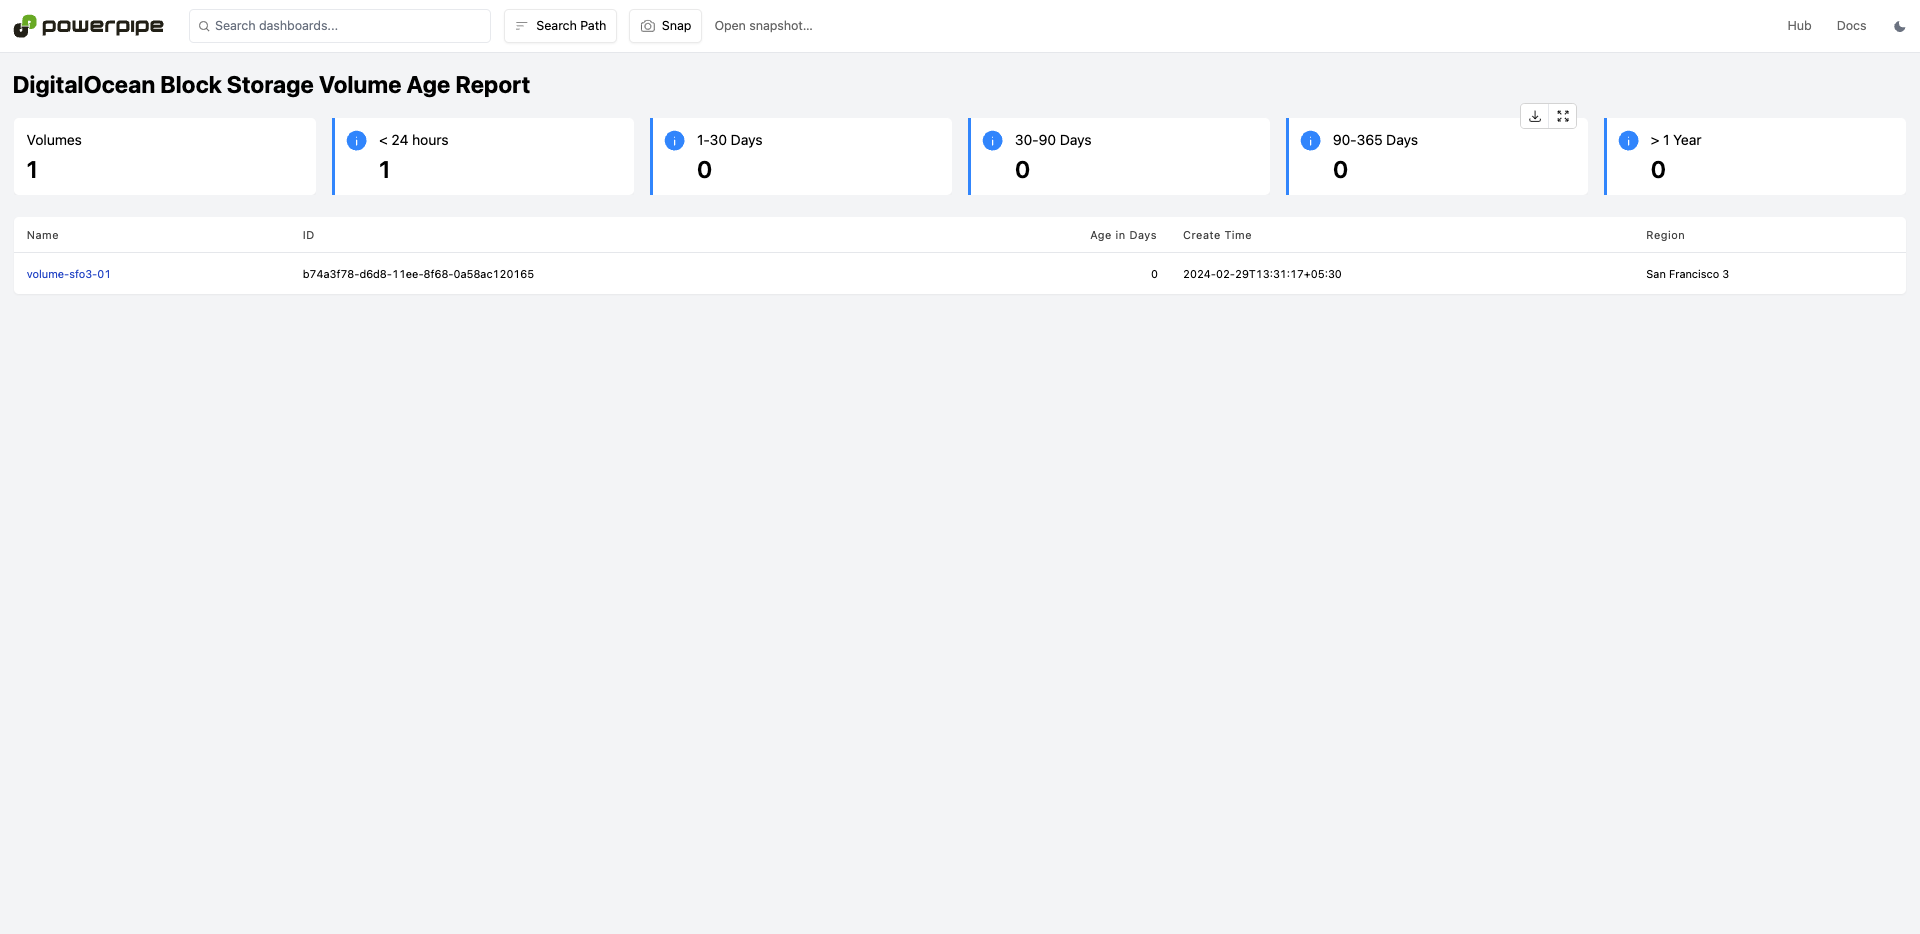 powerpipe
Search dashboards...
Search Path
Snap
Open snapshot...
Hub
Docs
DigitalOcean Block Storage Volume Age Report
Volumes
1
< 24 hours
1
1-30 Days
0
30-90 Days
0
90-365 Days
0
> 1 Year
0
Name ID Age in Days Create Time Region
volume-sfo3-01 b74a3f78-d6d8-11ee-8f68-0a58ac120165 0 2024-02-29T13:31:17+05:30 San Francisco 3